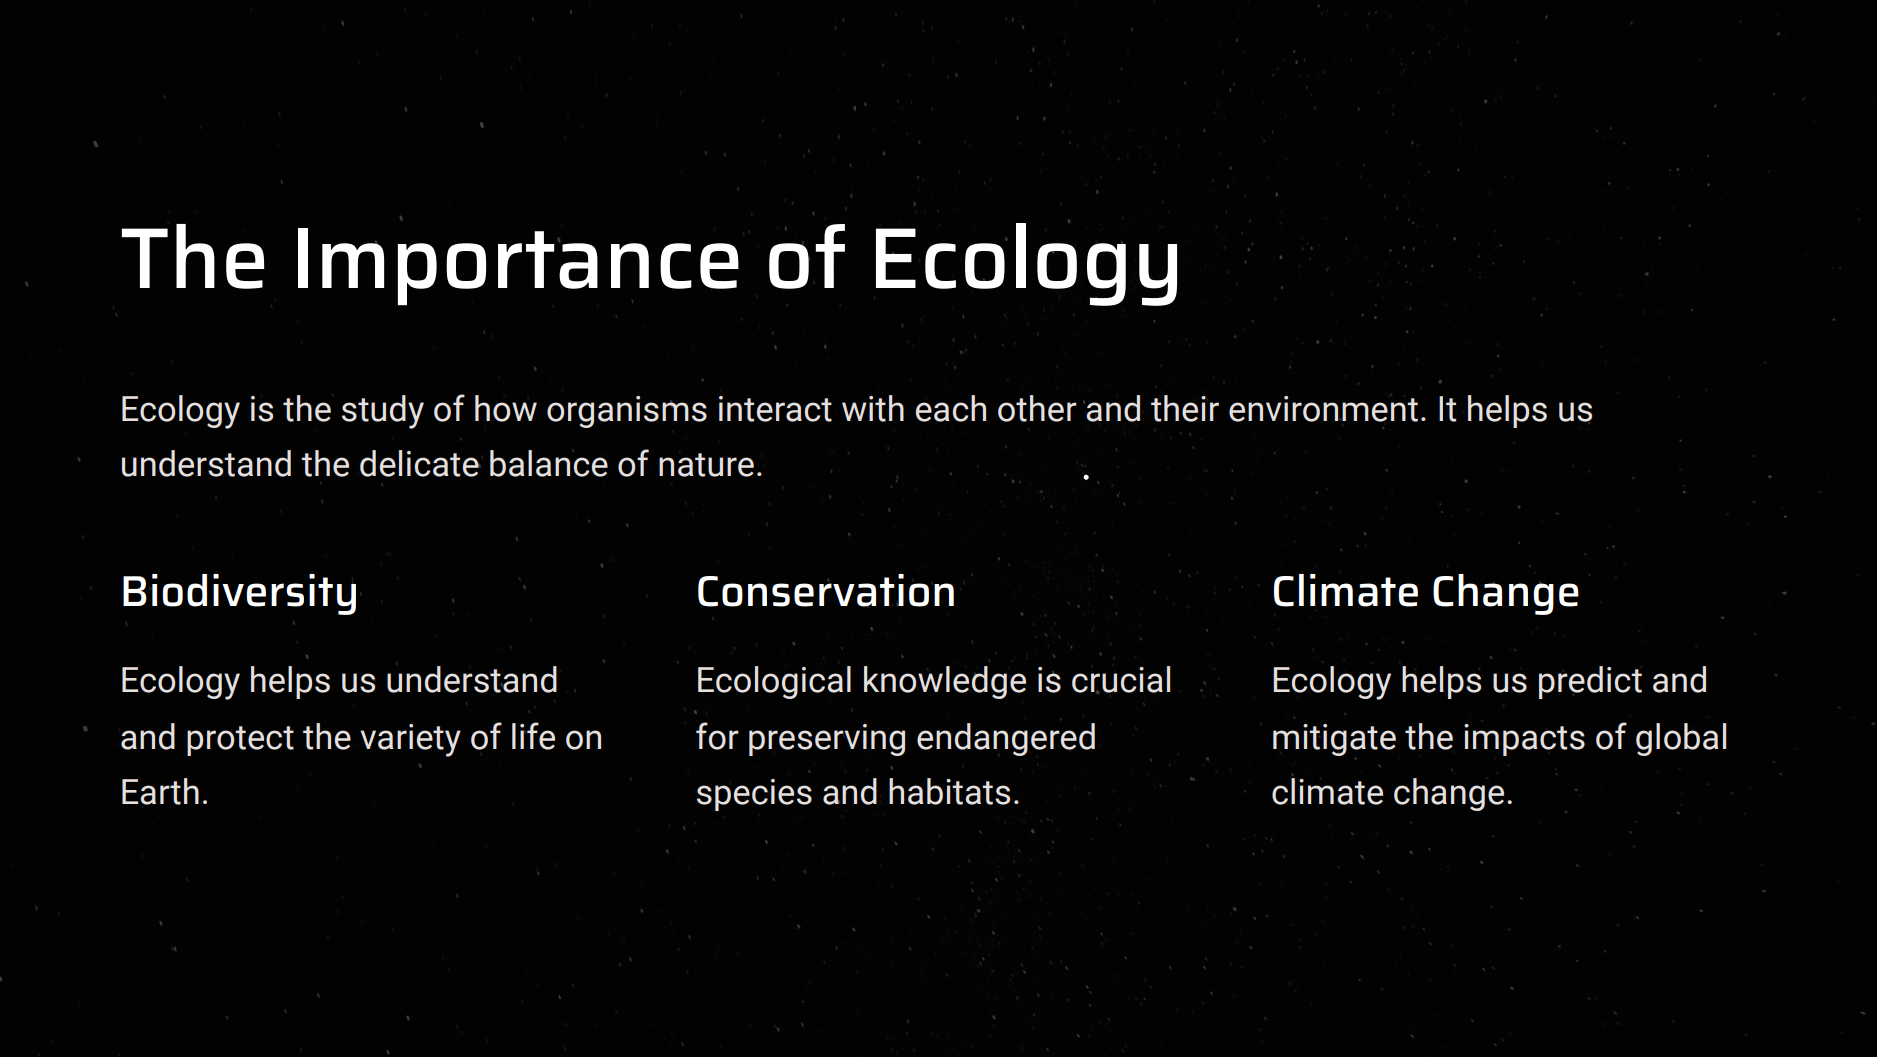 The Importance of Ecology
Ecology is the study of how organisms interact with each other and their environment. It helps us
understand the delicate balance of nature.
Biodiversity
Ecology helps us understand
and protect the variety of life on
Earth.
Conservation
Ecological knowledge is crucial
for preserving endangered
species and habitats.
Climate Change
Ecology helps us predict and
mitigate the impacts of global
climate change.